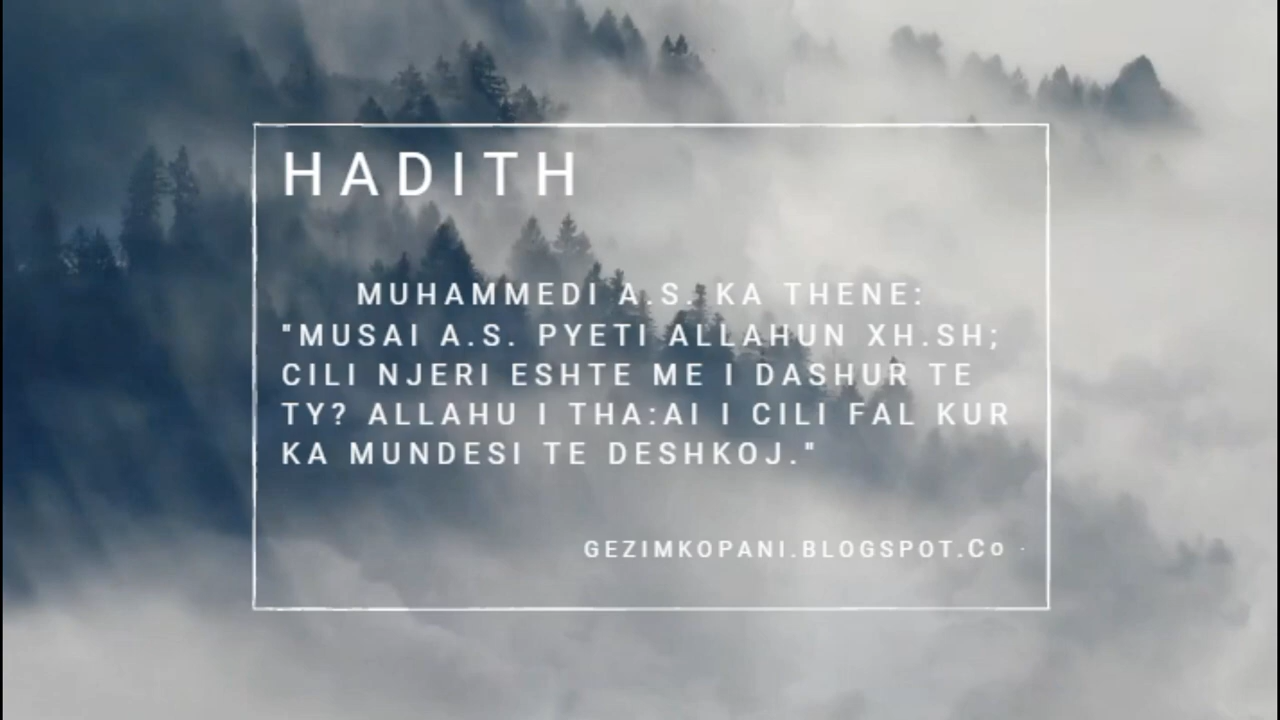 HADITH
MUHAMMEDI A.S. KA THENE:
"MUSAI A.S. PYETI ALLAHUN XH.SH;
CILI NJERI ESHTE ME I DASHUR TE
TY? ALLAHU I THA:AI I CILI FAL KUR
KA MUNDESI TE DESHKOJ."
GEZIMKOPANI.BLOGSPOT.Co